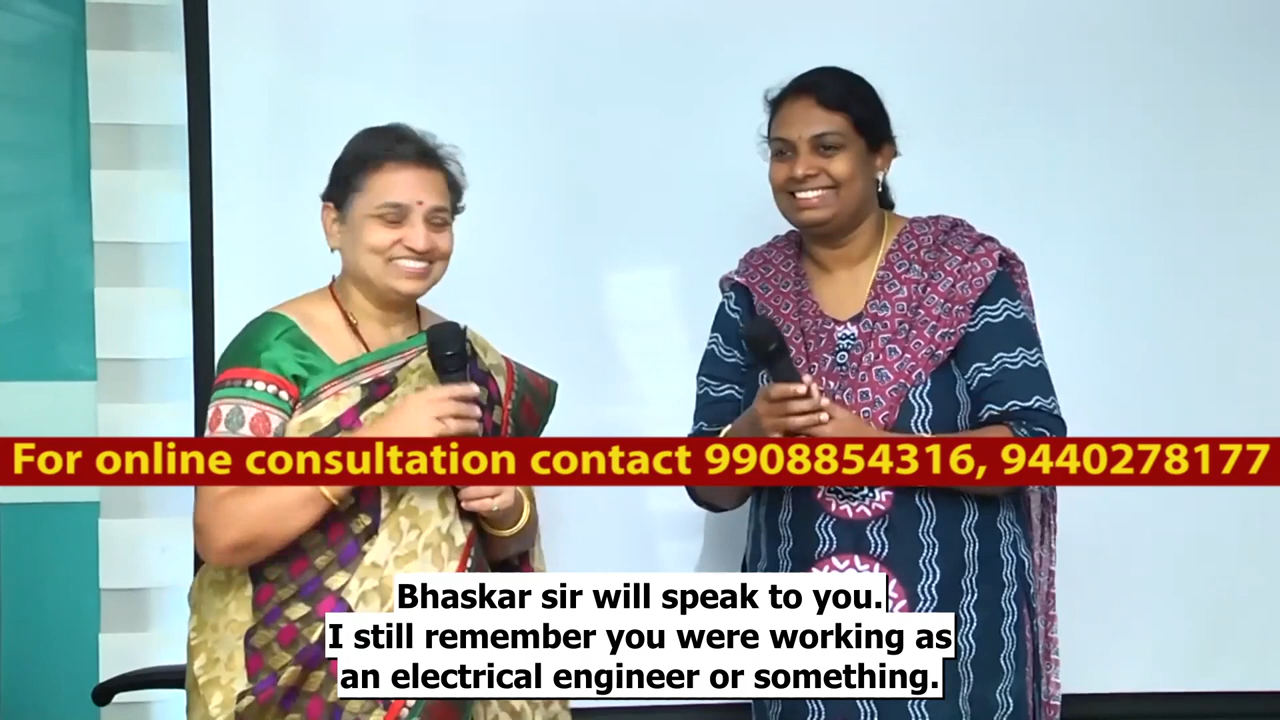 For online consultation contact 9908854316, 9440278177
Bhaskar sir will speak to you.
I still remember you were working as
an electrical engineer or something.